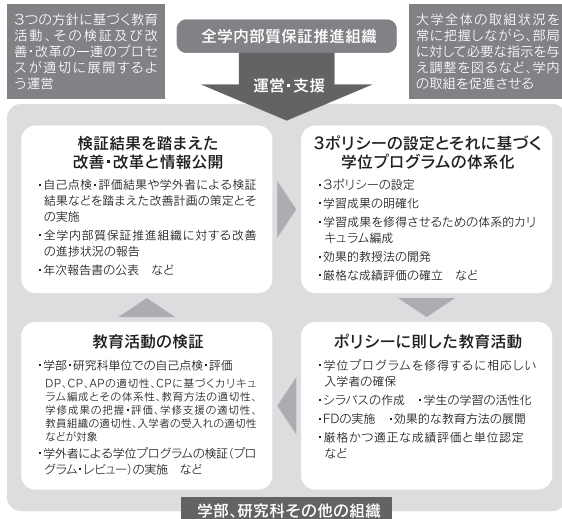 3つの方針に基づく教育
活動、その検証及び改
善・改革の一連のプロセ
スが適切に展開するよ
う運営
全学内部質保証推進組織
運営・支援
大学全体の取組状況を
常に把握しながら、部局
に対して必要な指示を与
え調整を図るなど、学内
の取組を促進させる
検証結果を踏まえた
改善・改革と情報公開
・自己点検・評価結果や学外者による検証
結果などを踏まえた改善計画の策定とそ
の実施
・全学内部質保証推進組織に対する改善
の進捗状況の報告
・年次報告書の公表 など
3ポリシーの設定とそれに基づく
学位プログラムの体系化
・3ポリシーの設定
・学習成果の明確化
・学習成果を修得させるための体系的カリ
キュラム編成
・効果的教授法の開発
・厳格な成績評価の確立 など
教育活動の検証
・学部・研究科単位での自己点検・評価
DP、CP、APの適切性、CPに基づくカリキュ
ラム編成とその体系性、教育方法の適切性、
学修成果の把握・評価、学修支援の適切性、
教員組織の適切性、入学者の受入れの適切性
などが対象
・学外者による学位プログラムの検証(プロ
グラム・レビュー)の実施 など
ポリシーに則した教育活動
・学位プログラムを修得するに相応しい
入学者の確保
・シラバスの作成 ・学生の学習の活性化
・FDの実施 ・効果的な教育方法の展開
・厳格かつ適正な成績評価と単位認定
など
学部、研究科その他の組織